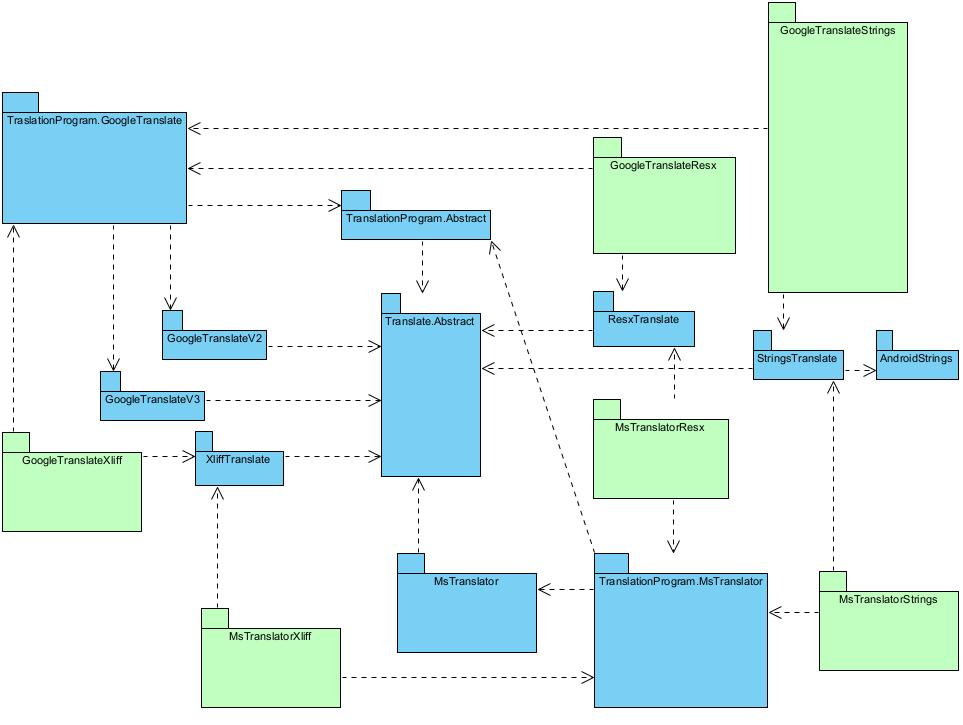 GoogleTranslateStrings
TraslationProgram.GoogleTranslate
GoogleTranslateResx
TranslationProgram.Abstract
Translate.Abstract
ResxTranslate
GoogleTranslateV2
StringsTranslate
AndroidStrings
GoogleTranslateV3
MsTranslatorResx
GoogleTranslateXliff
XliffTranslate
MsTranslator
TranslationProgram.MsTranslator
MsTranslatorStrings
MsTranslatorXliff